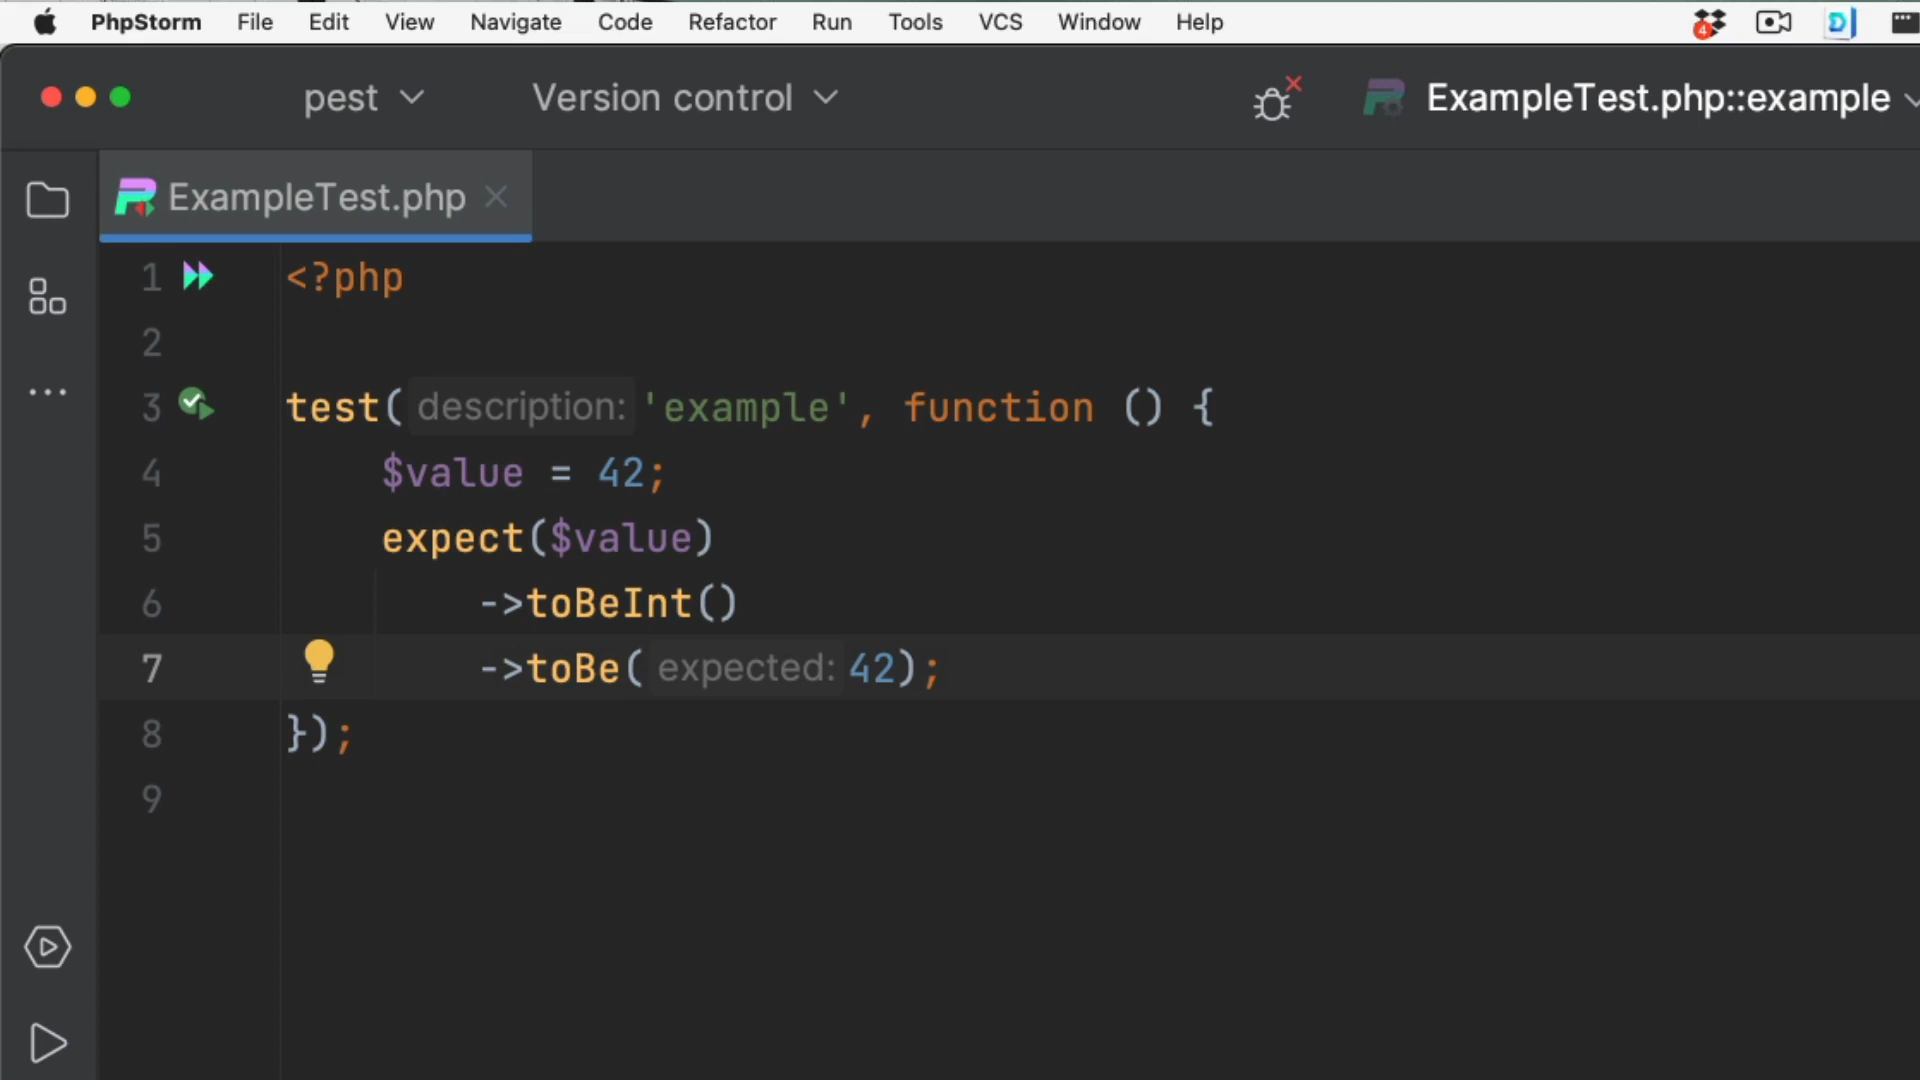 PhpStorm File Edit View Navigate Code Refactor Run Tools VCS Window Help 4 D
pest Version control ExampleTest.php::example
ExampleTest.php
1 <?php
2
3 test( description: 'example', function () {
4 $value = 42;
5 expect($value)
6 ->toBeInt()
7 ->toBe( expected: 42);
8 });
9